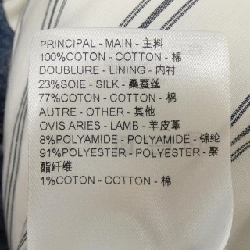 PRINCIPAL - MAIN - 主料
100%COTON - COTTON - 棉
DOUBLURE - LINING - 内衬
23%SOIE - SILK - 桑蚕丝
77%COTON - COTTON - 棉
AUTRE - OTHER - 其他
OVIS ARIES - LAMB - 羊皮革
8%POLYAMIDE - POLYAMIDE - 锦纶
91%POLYESTER - POLYESTER - 聚
酯纤维
1%COTON - COTTON - 棉